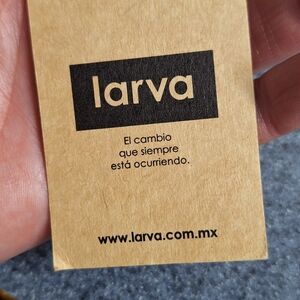 larva
El cambio
que siempre
está ocurriendo.
www.larva.com.mx